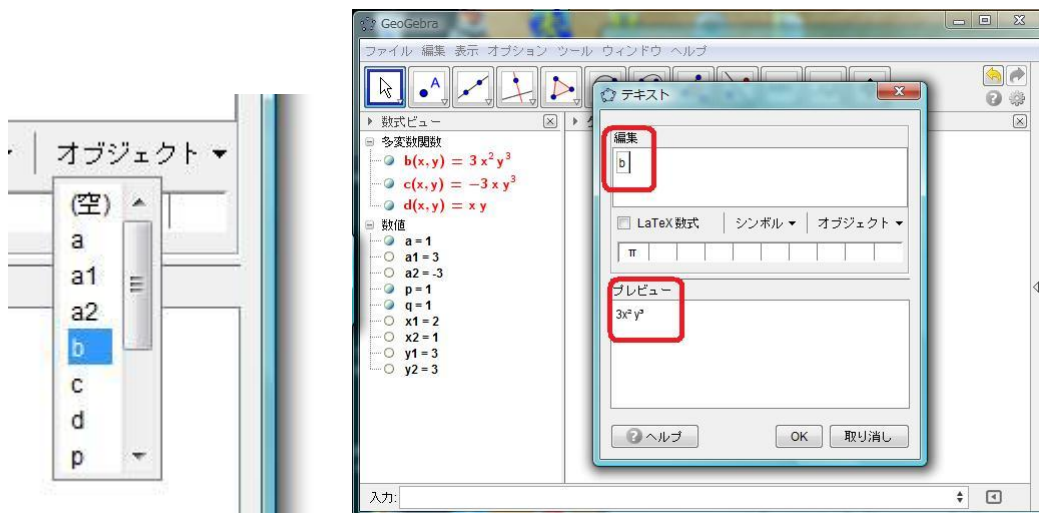 オブジェクト
(空)
a
a1
a2
b
c
d
p
GeoGebra
ファイル 編集 表示 オプション ツール ウィンドウ ヘルプ
A
数式ビュー
多変数関数
b(x, y) = 3 x² y³
c(x, y) = −3 x y³
d(x, y) = x y
数値
a = 1
a1 = 3
a2 = -3
p = 1
q = 1
x1 = 2
x2 = 1
y1 = 3
y2 = 3
テキスト
編集
b
LaTeX 数式 シンボル オブジェクト
π
プレビュー
3x² y³
ヘルプ OK 取り消し
入力: